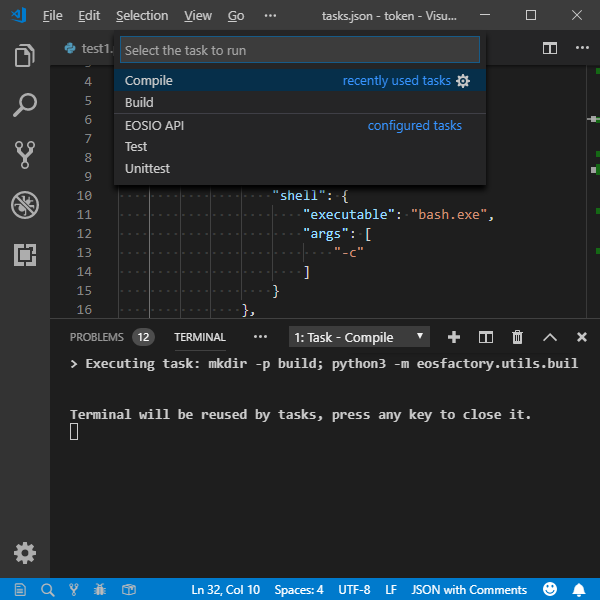 File Edit Selection View Go ··· tasks.json - token - Visu...
test1.
Select the task to run
Compile recently used tasks
Build
EOSIO API configured tasks
Test
Unittest
4
5
6
7
8
9
10 "shell": {
11 "executable": "bash.exe",
12 "args": [
13 "-c"
14 ]
15 }
16 },
PROBLEMS 12 TERMINAL ··· 1: Task - Compile
> Executing task: mkdir -p build; python3 -m eosfactory.utils.buil
Terminal will be reused by tasks, press any key to close it.
Ln 32, Col 10 Spaces: 4 UTF-8 LF JSON with Comments